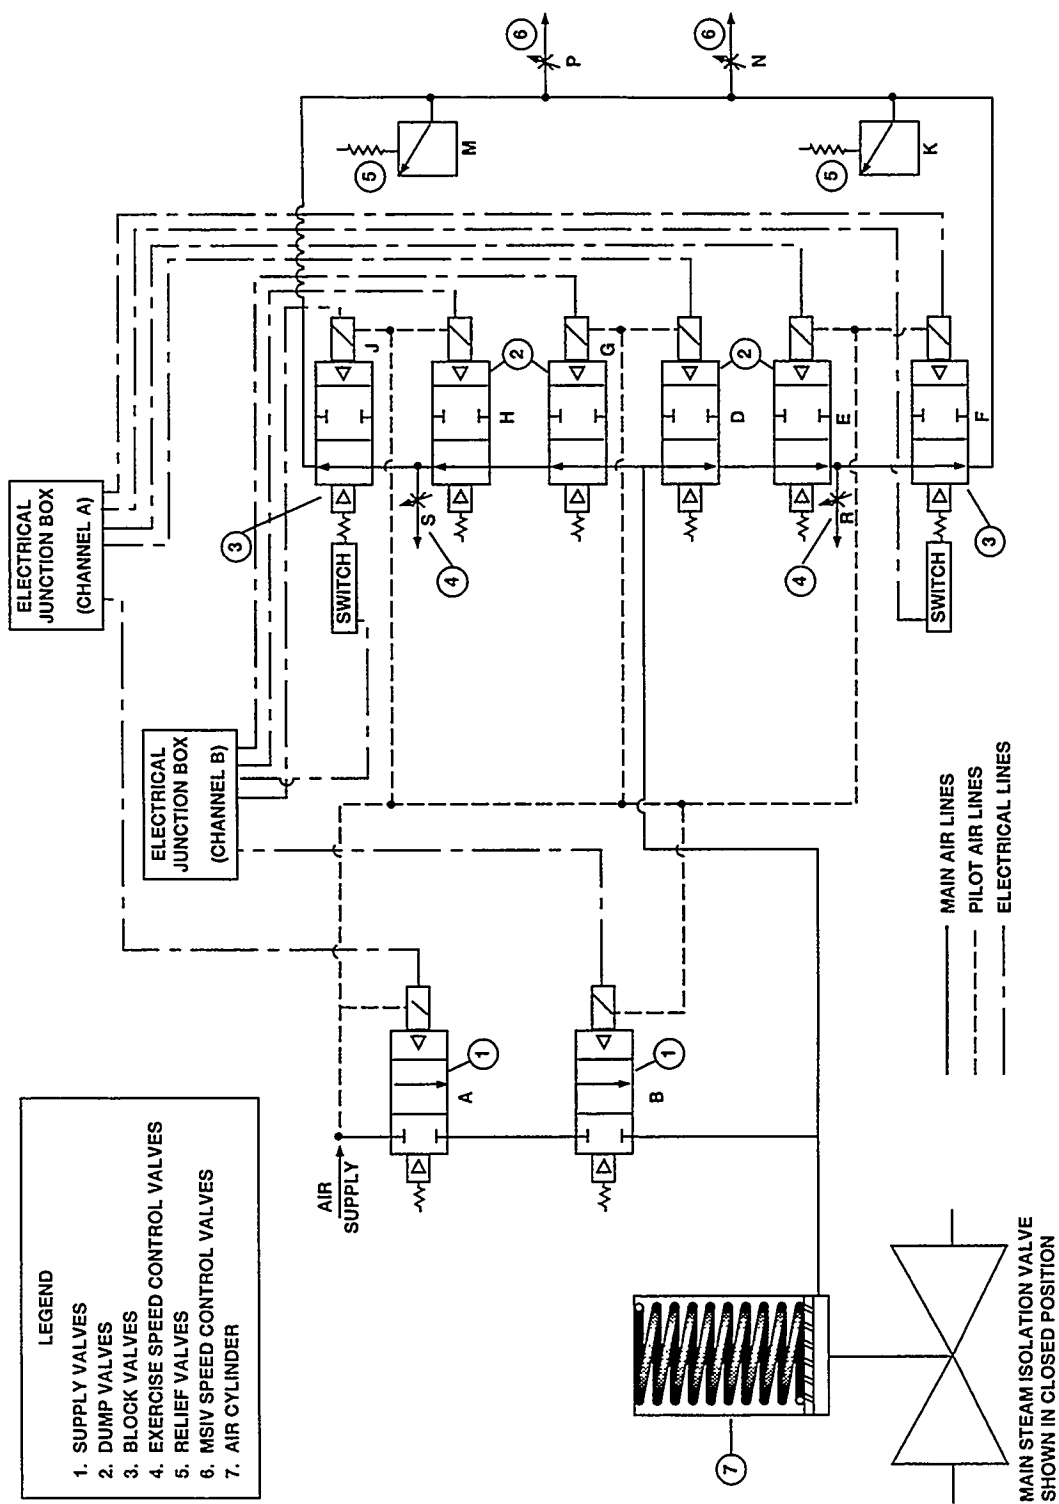 LEGEND
1. SUPPLY VALVES
2. DUMP VALVES
3. BLOCK VALVES
4. EXERCISE SPEED CONTROL VALVES
5. RELIEF VALVES
6. MSIV SPEED CONTROL VALVES
7. AIR CYLINDER
ELECTRICAL
JUNCTION BOX
(CHANNEL A)
ELECTRICAL
JUNCTION BOX
(CHANNEL B)
AIR
SUPPLY
1
A
1
B
SWITCH
3
J
4
S
2
H
G
2
D
E
4
R
F
3
SWITCH
5
M
5
K
6
P
6
N
7
MAIN AIR LINES
PILOT AIR LINES
ELECTRICAL LINES
MAIN STEAM ISOLATION VALVE
SHOWN IN CLOSED POSITION